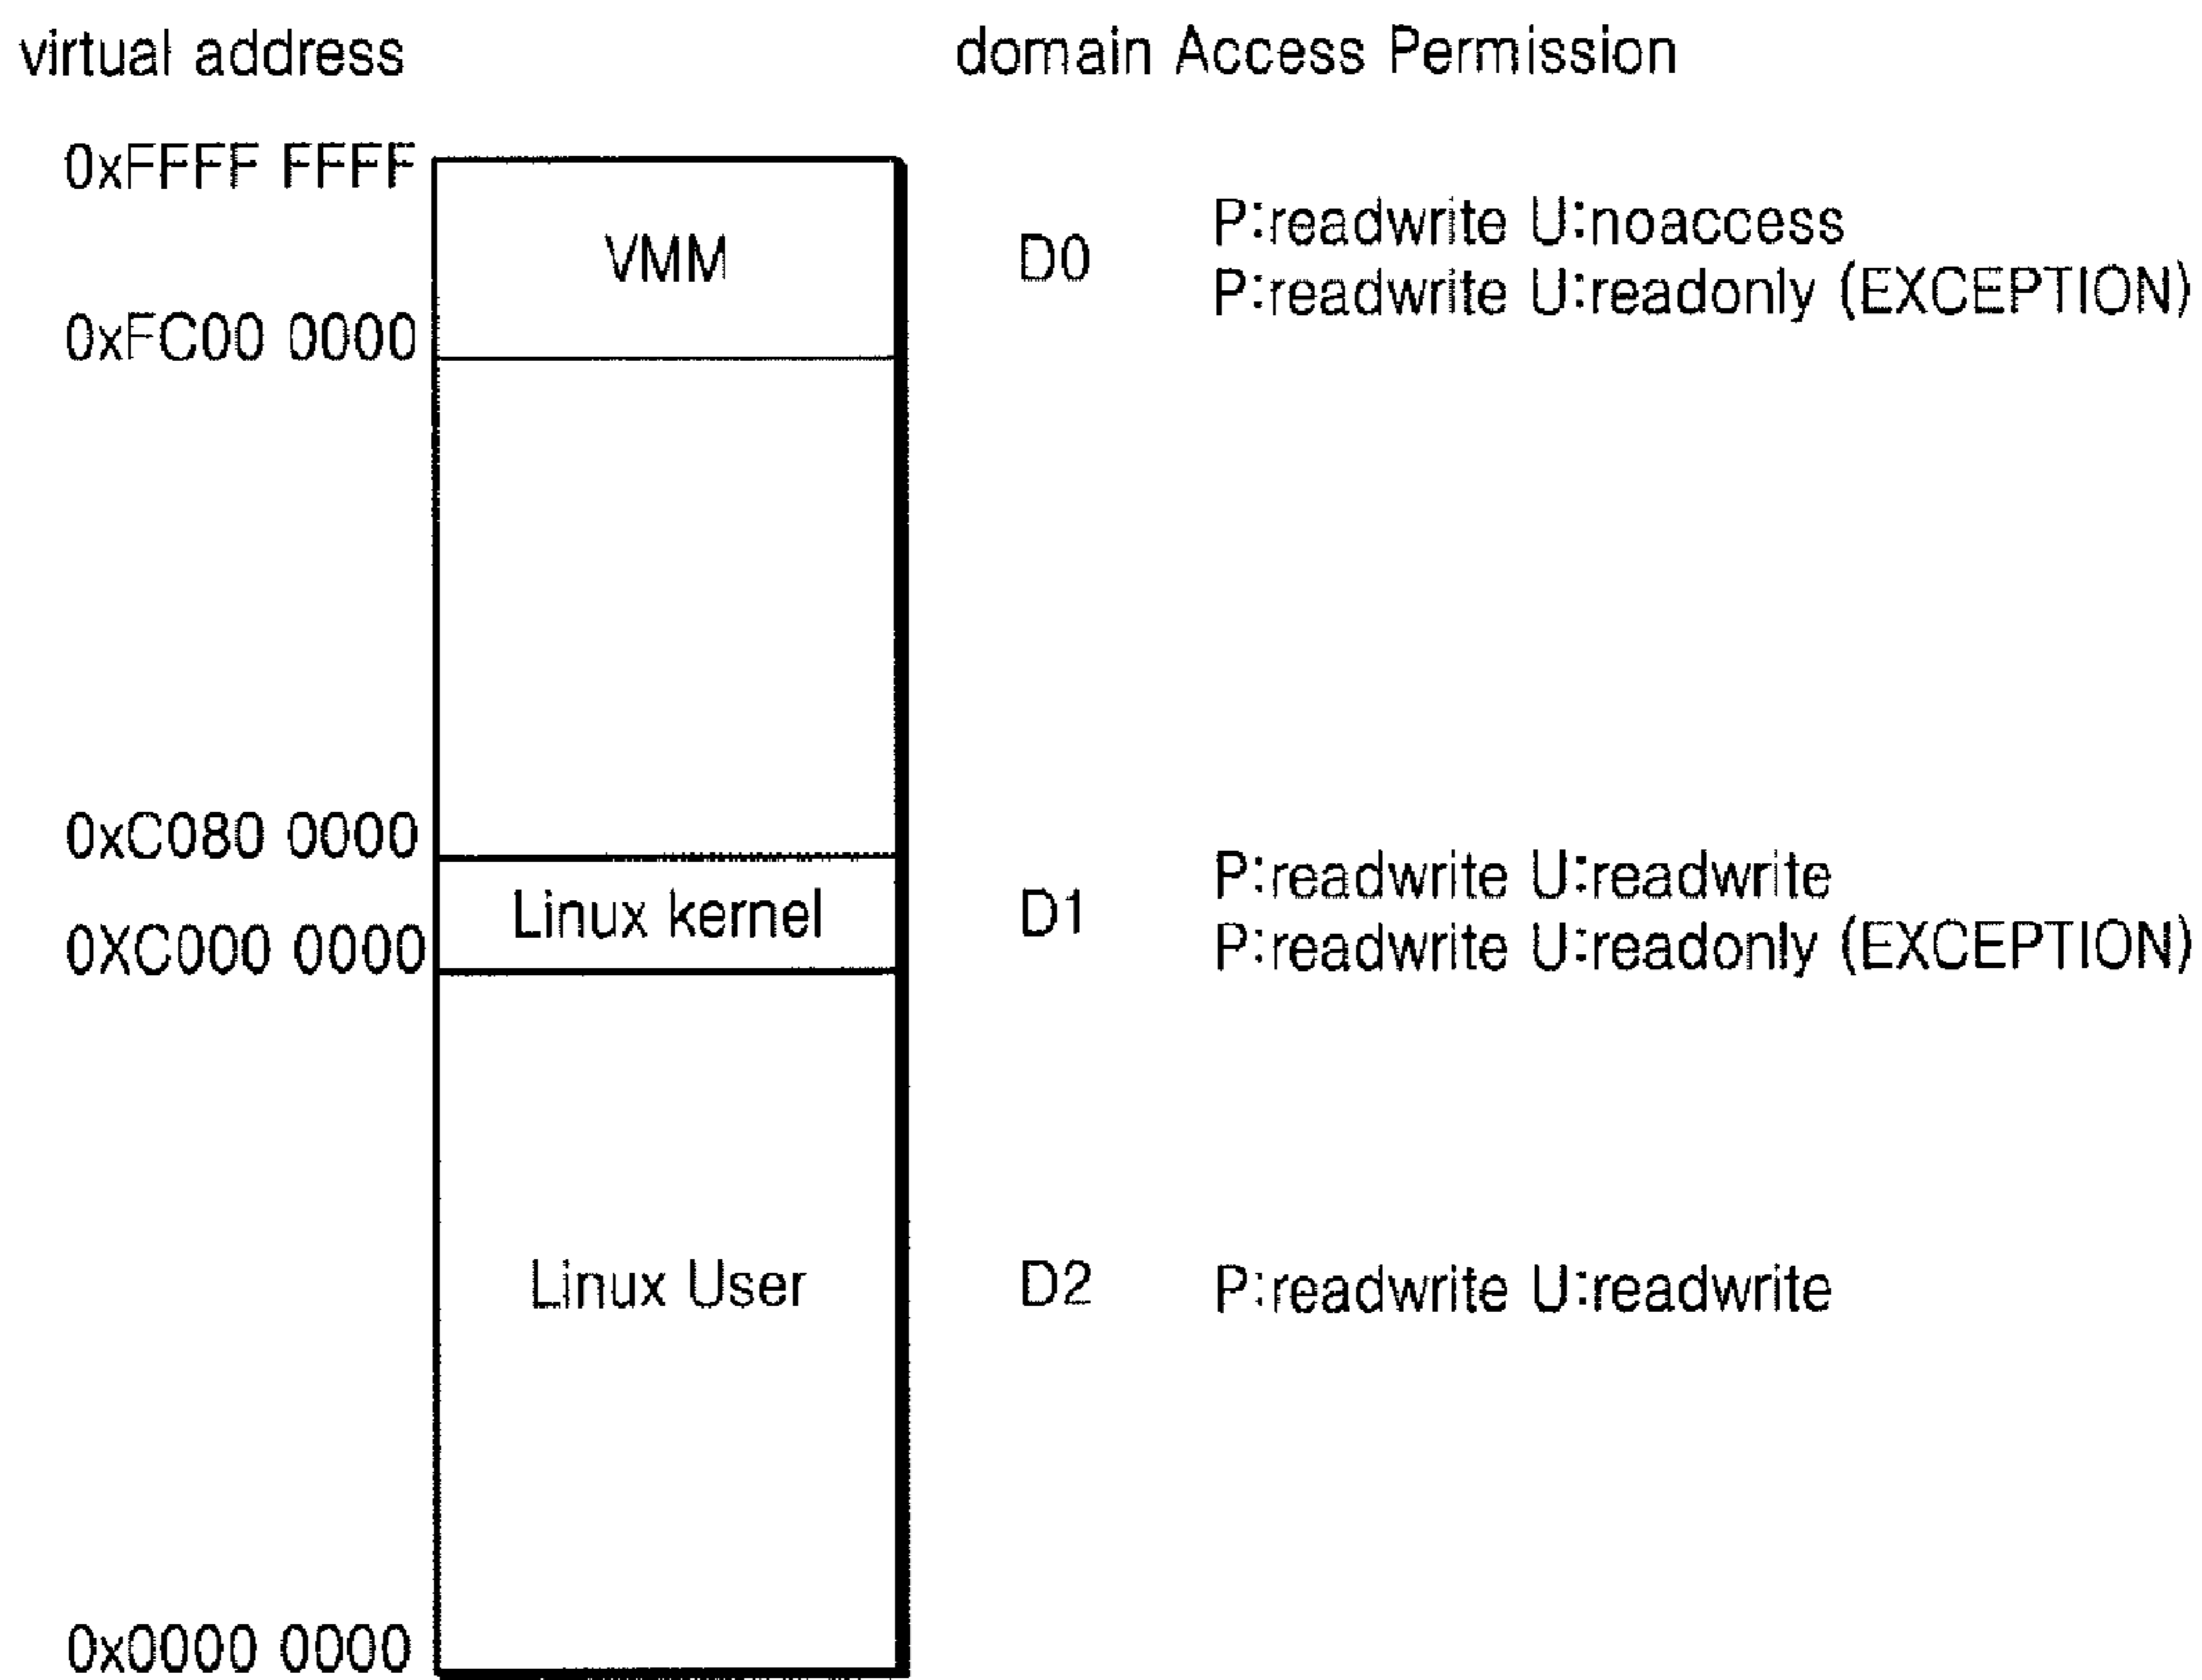 virtual address domain Access Permission
0xFFFF FFFF
VMM D0 P:readwrite U:noaccess
P:readwrite U:readonly (EXCEPTION)
0xFC00 0000
0xC080 0000
Linux kernel D1 P:readwrite U:readwrite
P:readwrite U:readonly (EXCEPTION)
0XC000 0000
Linux User D2 P:readwrite U:readwrite
0x0000 0000